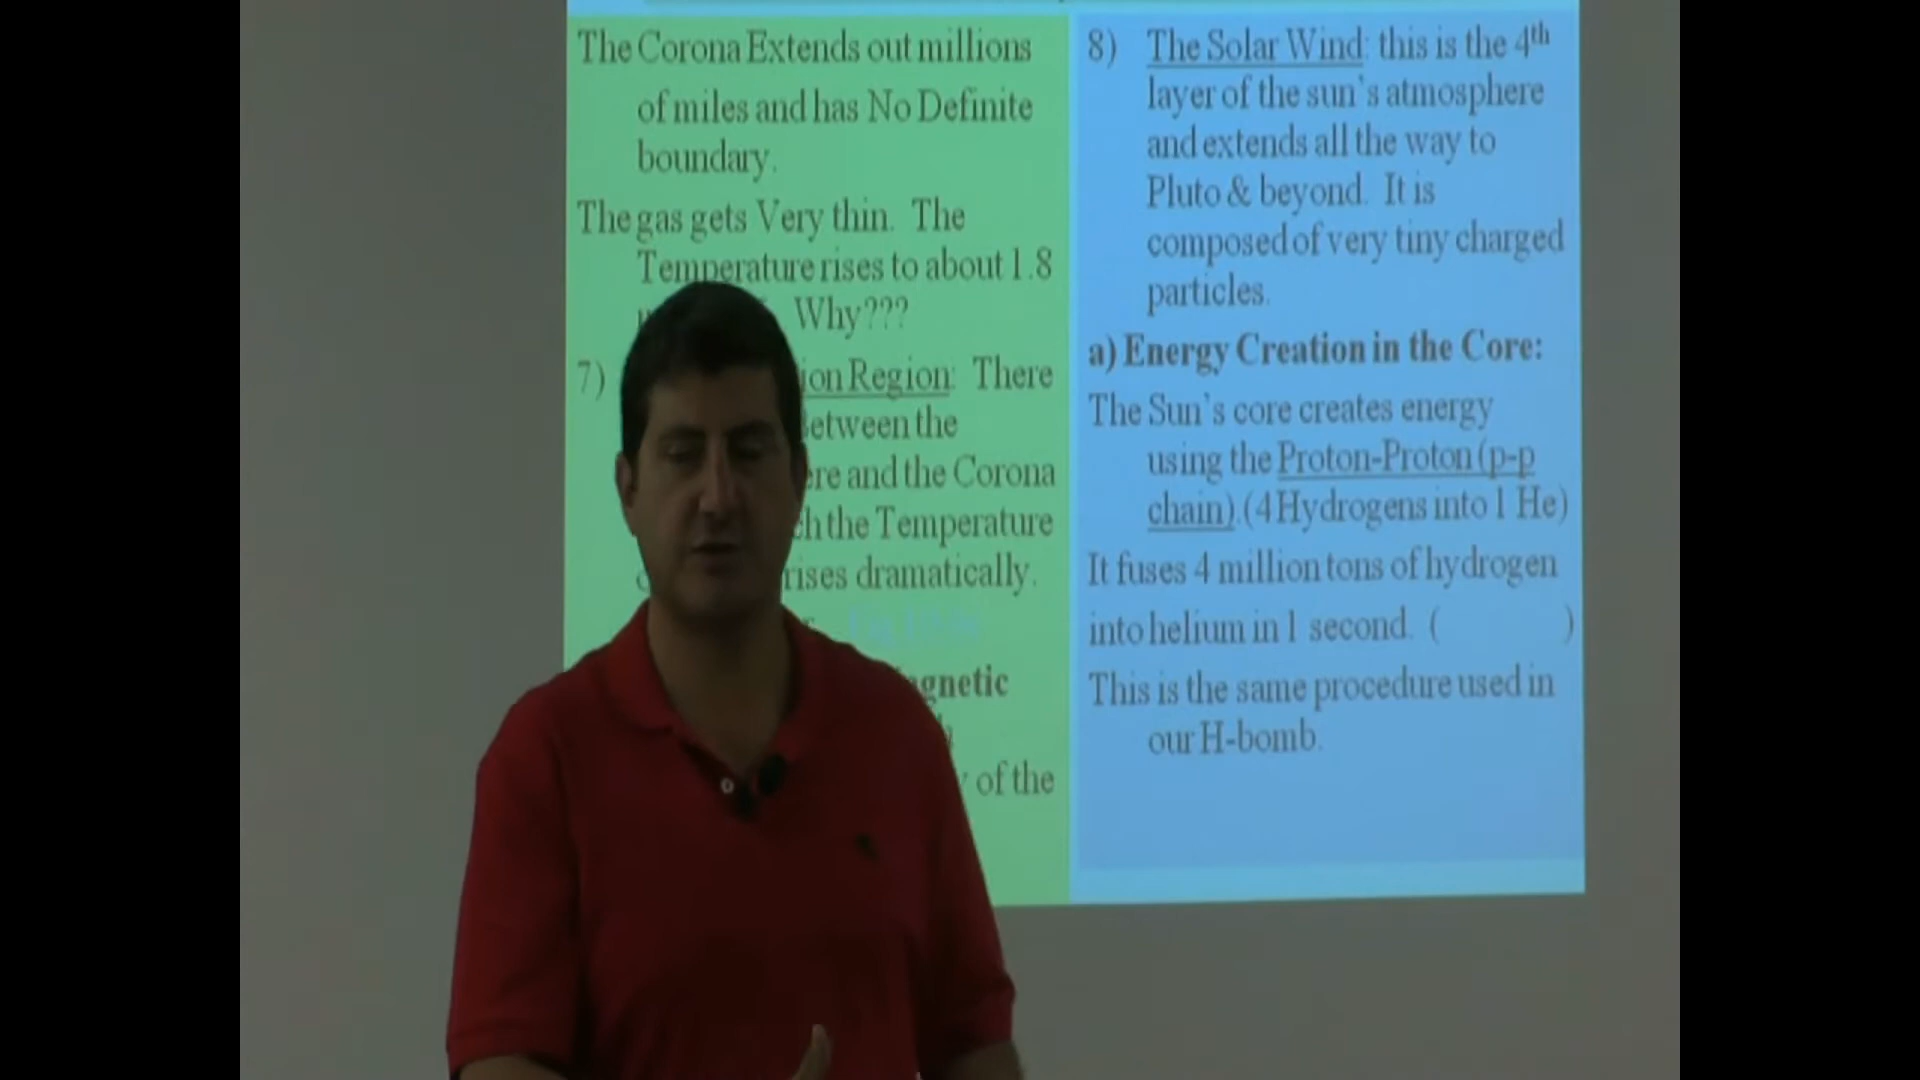 The Corona Extends out millions
of miles and has No Definite
boundary.
The gas gets Very thin. The
Temperature rises to about 1.8
Why???
7) Region: There
the
and the Corona
the Temperature
rises dramatically.
of the
8) The Solar Wind: this is the 4th
layer of the sun's atmosphere
and extends all the way to
Pluto & beyond. It is
composed of very tiny charged
particles.
a) Energy Creation in the Core:
The Sun's core creates energy
using the Proton-Proton (p-p
chain).(4 Hydrogens into 1 He)
It fuses 4 million tons of hydrogen
into helium in 1 second. ( )
This is the same procedure used in
our H-bomb.